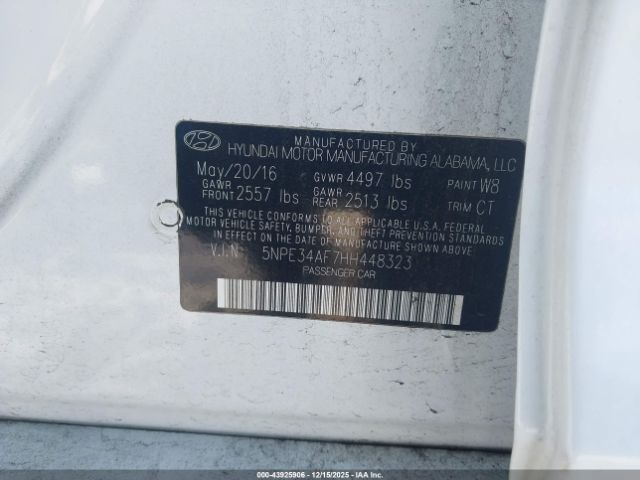 MANUFACTURED BY
HYUNDAI MOTOR MANUFACTURING ALABAMA, LLC
May/20/16 GVWR 4497 lbs PAINT W8
GAWR FRONT 2557 lbs GAWR REAR 2513 lbs TRIM CT
THIS VEHICLE CONFORMS TO ALL APPLICABLE U.S.A. FEDERAL
MOTOR VEHICLE SAFETY, BUMPER, AND THEFT PREVENTION STANDARDS
IN EFFECT ON THE DATE OF MANUFACTURE SHOWN ABOVE.
V.I.N: 5NPE34AF7HH448323
PASSENGER CAR
000-43925906 - 12/15/2025 - IAAI.COM